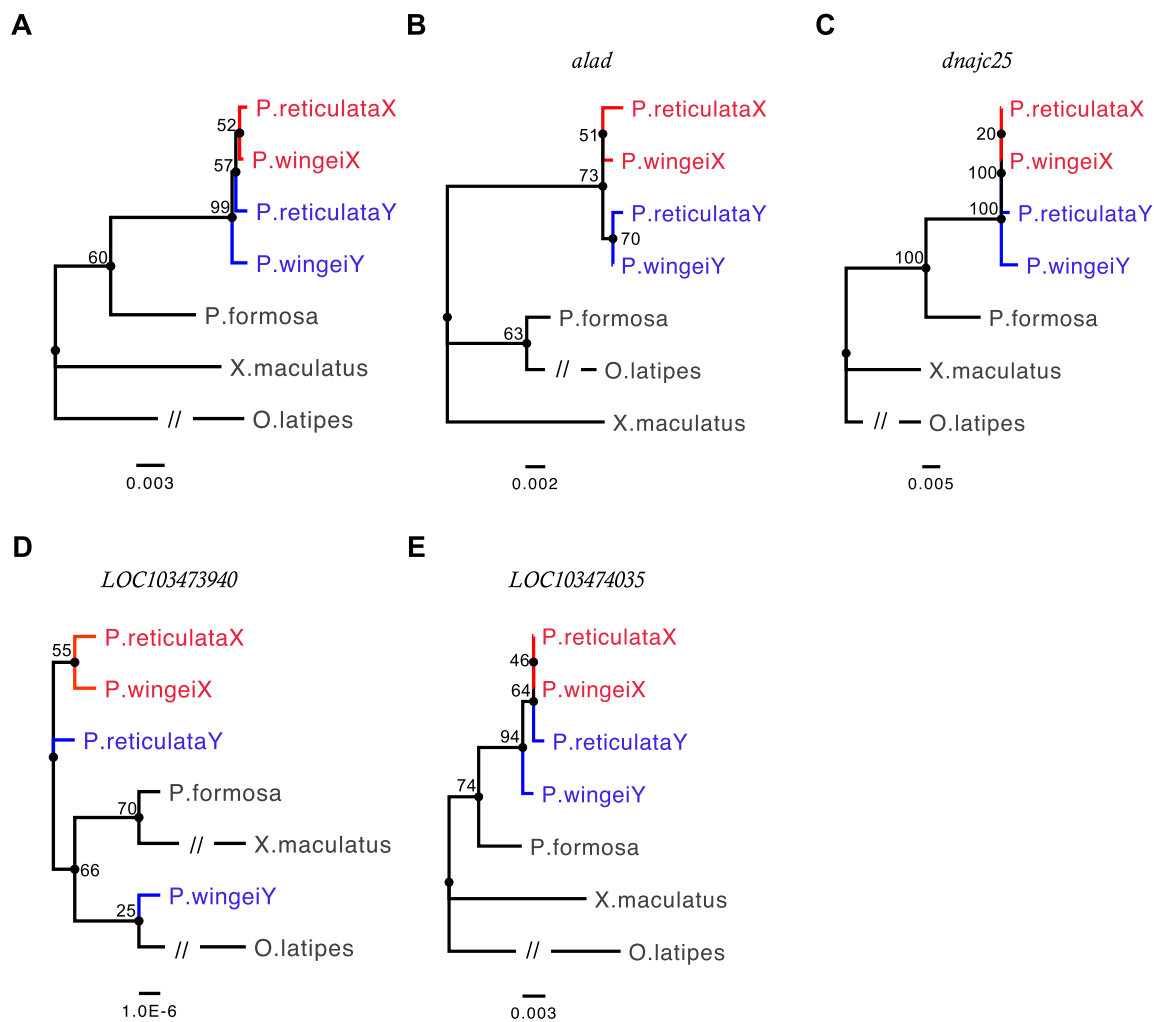 A
P.reticulataX
52
P.wingeiX
57
P.reticulataY
99
P.wingeiY
60
P.formosa
X.maculatus
//
O.latipes
0.003
B
alad
P.reticulataX
51
P.wingeiX
73
P.reticulataY
70
P.wingeiY
P.formosa
63
//
O.latipes
X.maculatus
0.002
C
dnajc25
P.reticulataX
20
P.wingeiX
100
100
P.reticulataY
100
P.wingeiY
P.formosa
X.maculatus
//
O.latipes
0.005
D
LOC103473940
P.reticulataX
55
P.wingeiX
P.reticulataY
P.formosa
70
//
X.maculatus
66
P.wingeiY
25
//
O.latipes
1.0E-6
E
LOC103474035
P.reticulataX
46
P.wingeiX
64
94
P.reticulataY
74
P.wingeiY
P.formosa
X.maculatus
//
O.latipes
0.003